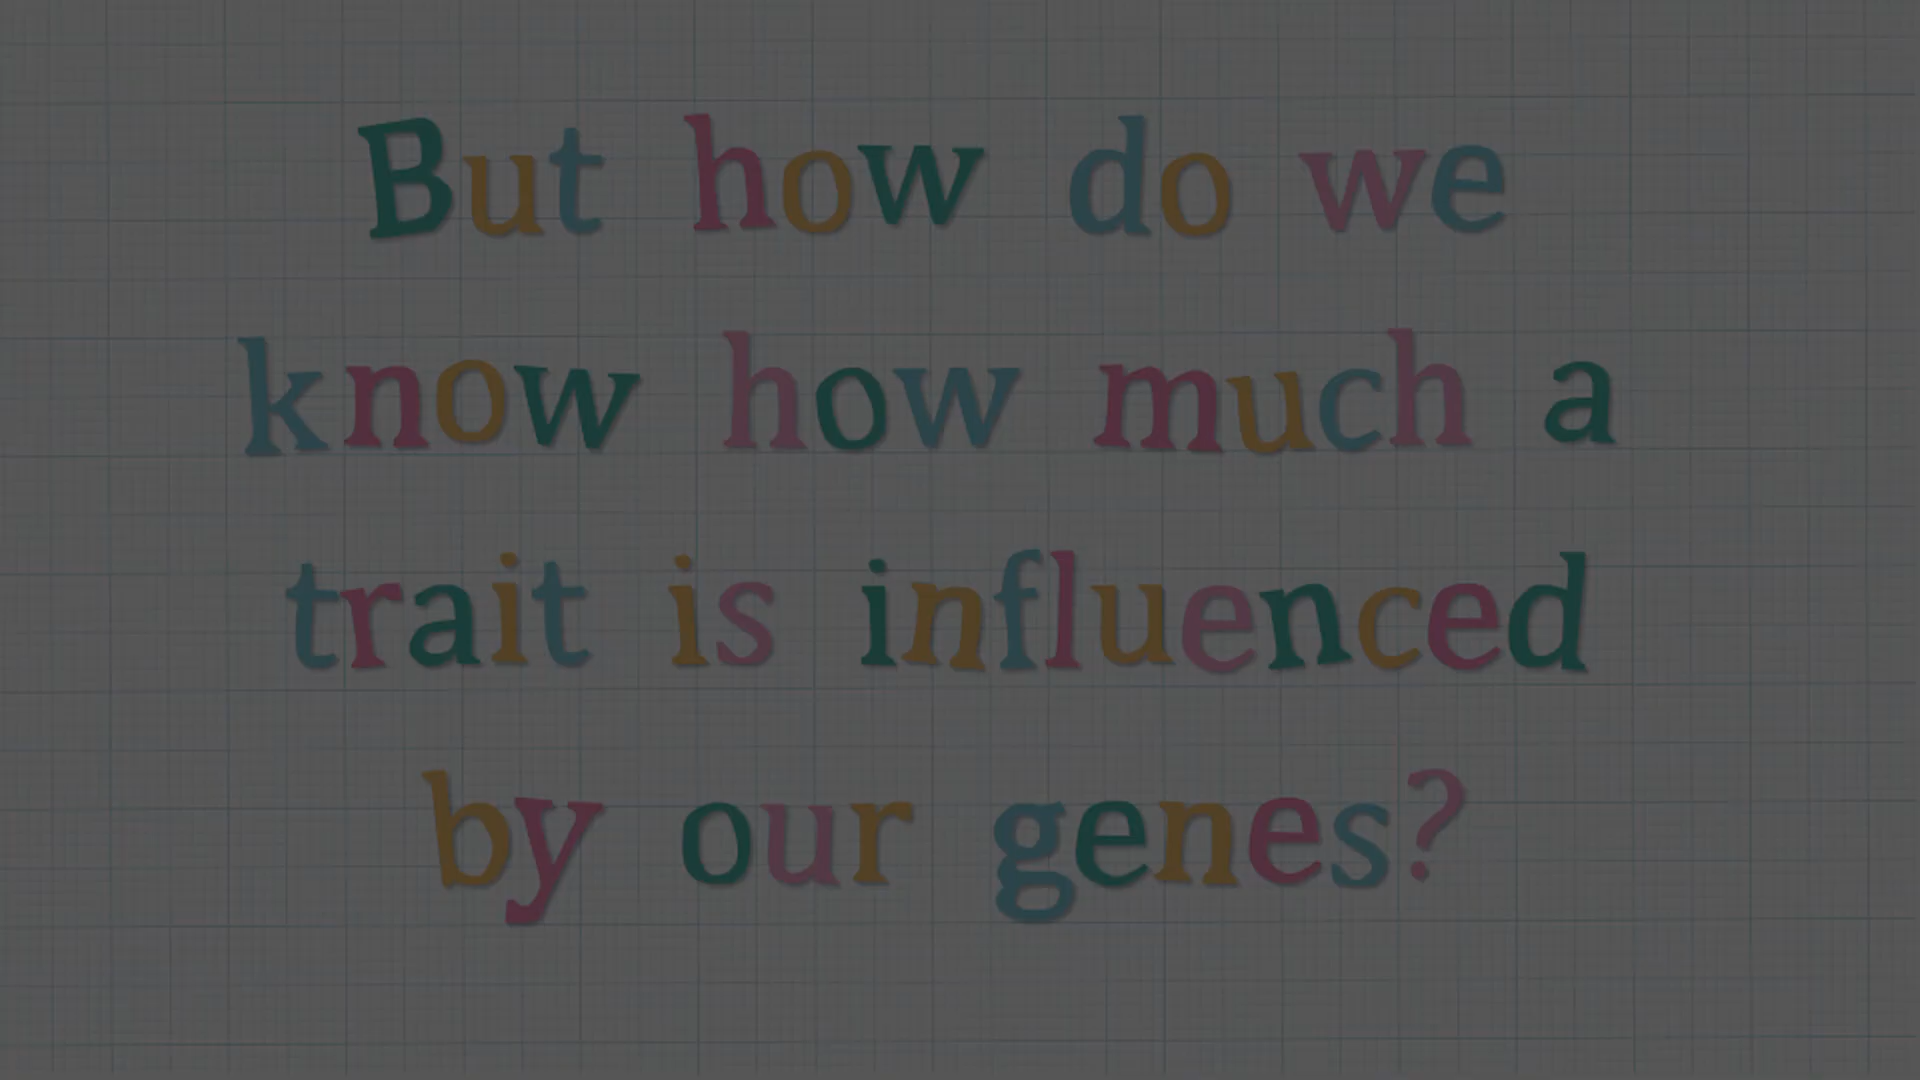 But how do we
know how much a
trait is influenced
by our genes?